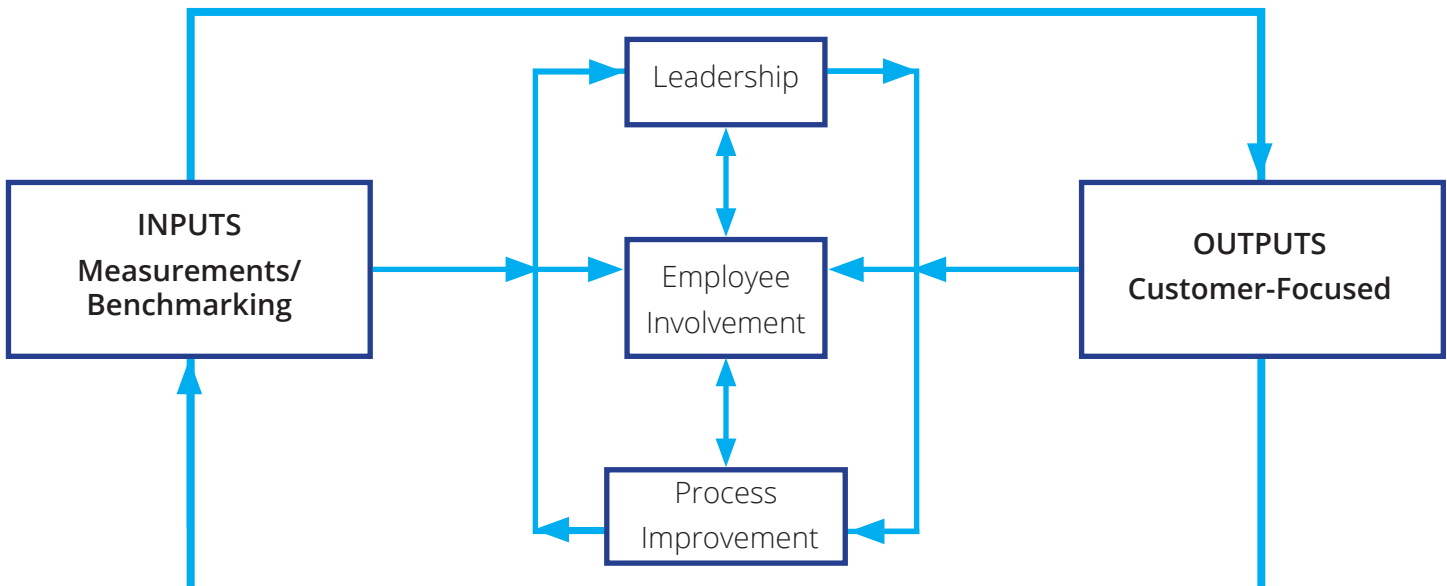 INPUTS
Measurements/
Benchmarking
Leadership
Employee
Involvement
Process
Improvement
OUTPUTS
Customer-Focused